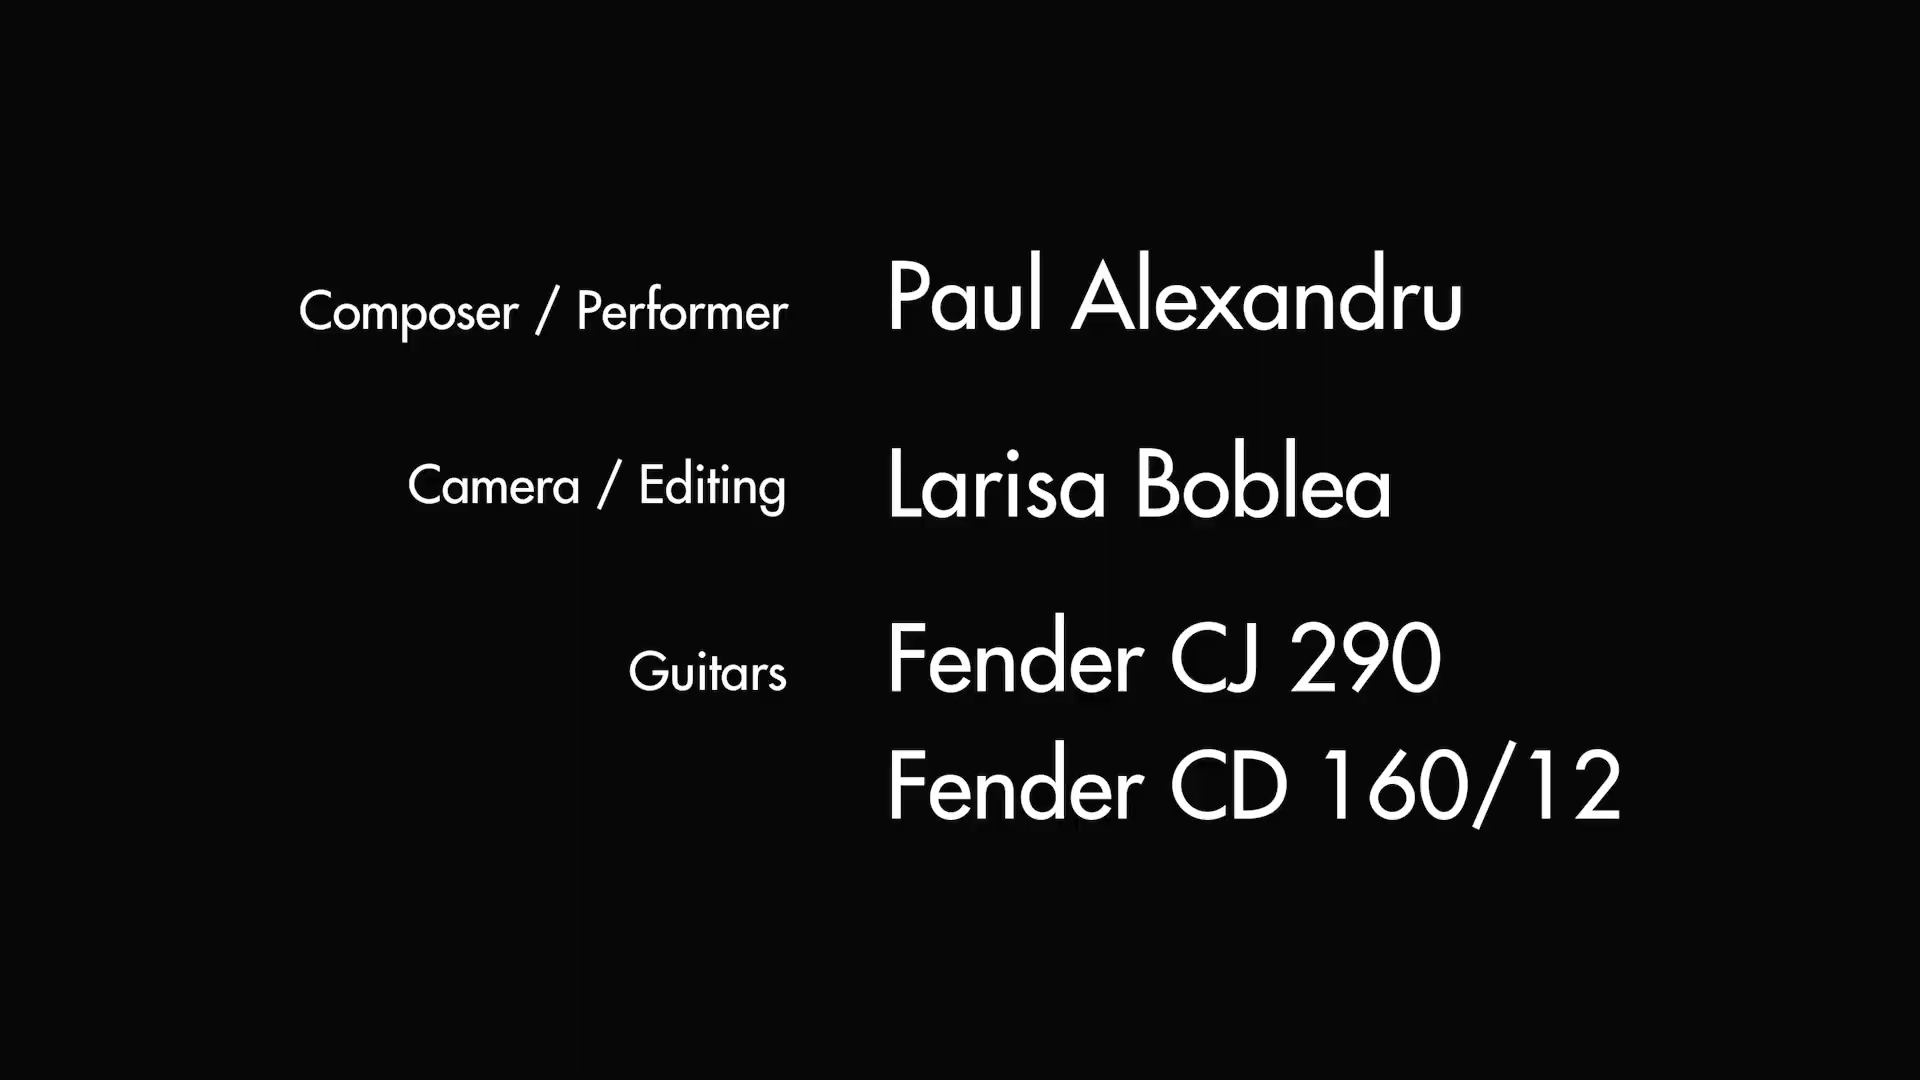 Composer / Performer Paul Alexandru
Camera / Editing Larisa Boblea
Guitars Fender CJ 290
Fender CD 160/12